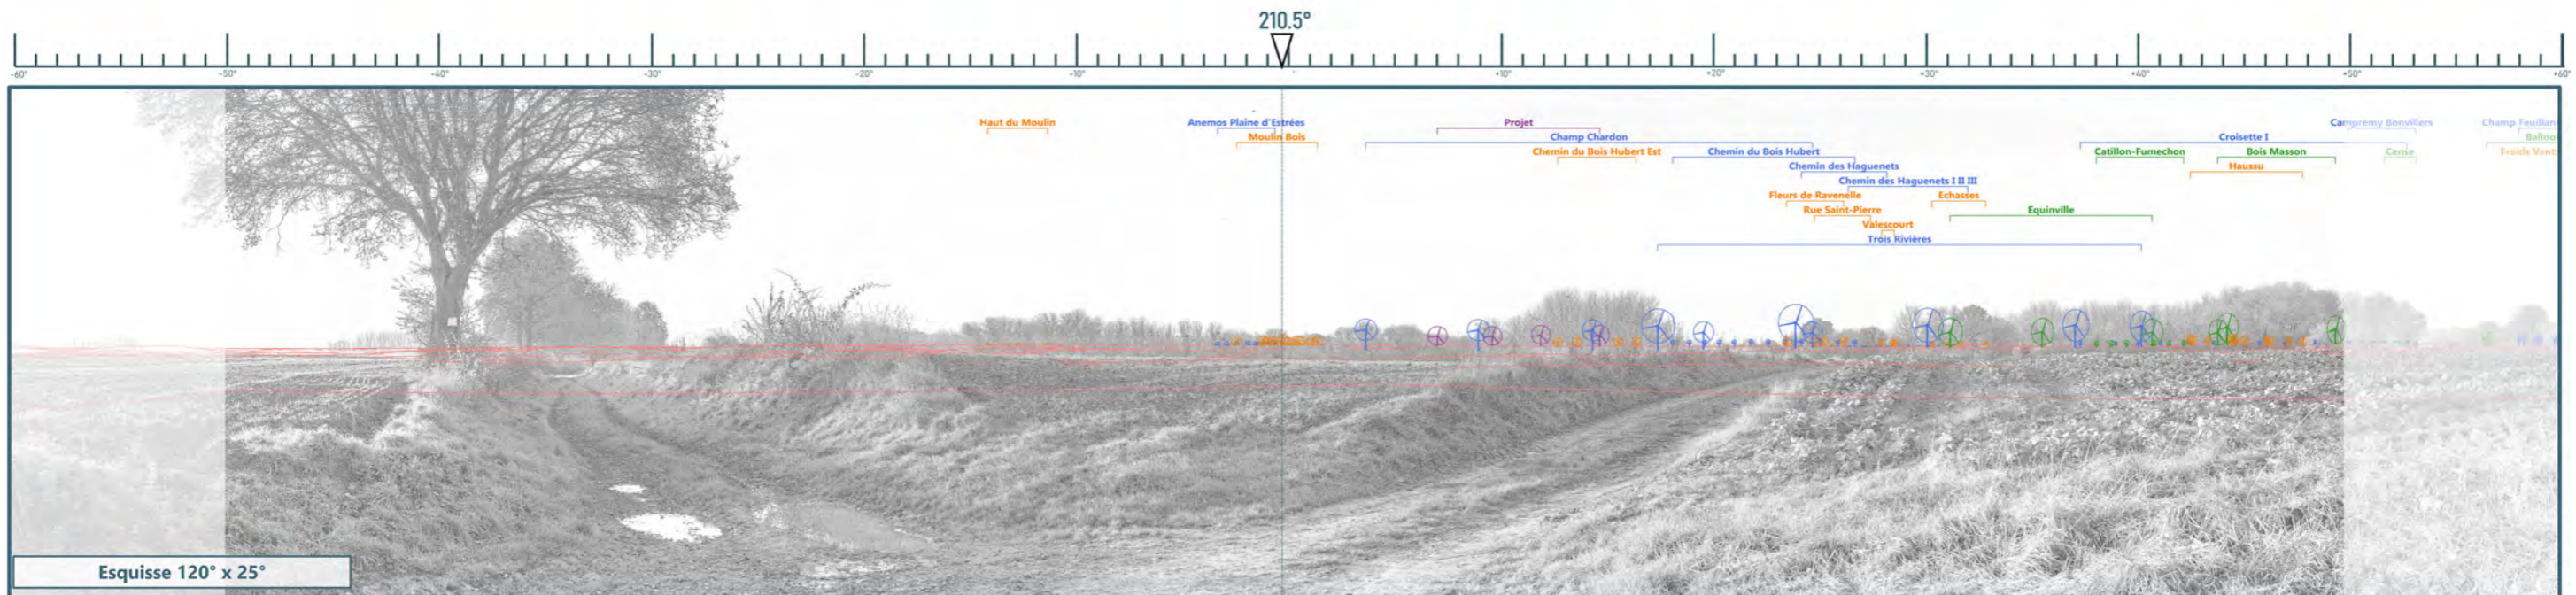 210.5°
-60° -50° -40° -30° -20° -10° +10° +20° +30° +40° +50° +60°
Haut du Moulin Anemos Plaine d'Estrées Projet Campremy Bonvillers
Moulin Bois Champ Chardon Croisette I
Chemin du Bois Hubert Est Chemin du Bois Hubert Catillon-Fumechon Bois Masson Cense
Chemin des Haguenets Haussu
Chemin des Haguenets I II III
Fleurs de Ravenelle Echasses
Rue Saint-Pierre Equinville
Valescourt
Trois Rivières
Esquisse 120° x 25°